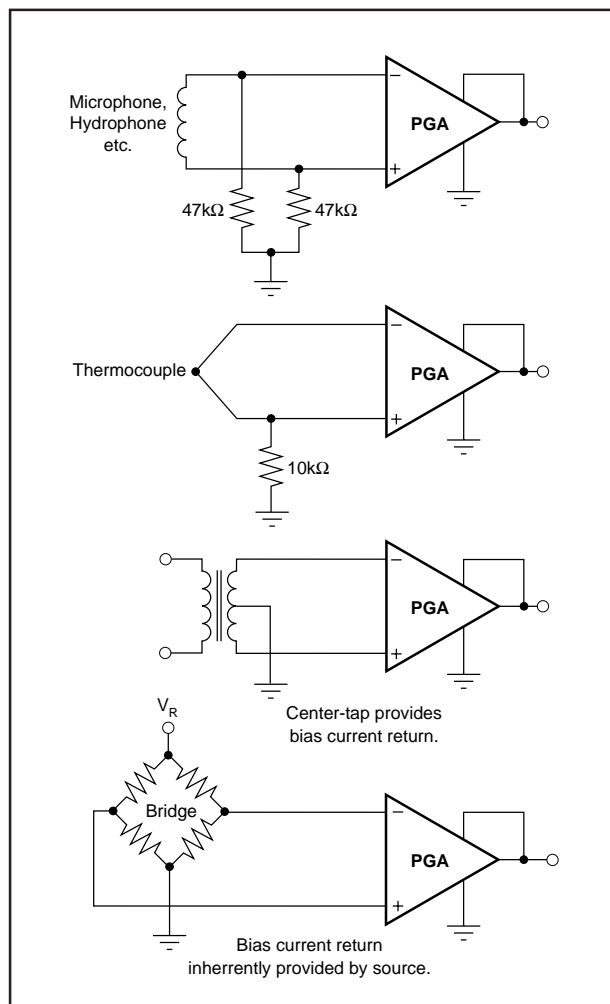 Microphone,
Hydrophone
etc.
−
PGA
+
47kΩ
47kΩ
Thermocouple
−
PGA
+
10kΩ
−
PGA
+
Center-tap provides
bias current return.
VR
Bridge
−
PGA
+
Bias current return
inherrently provided by source.